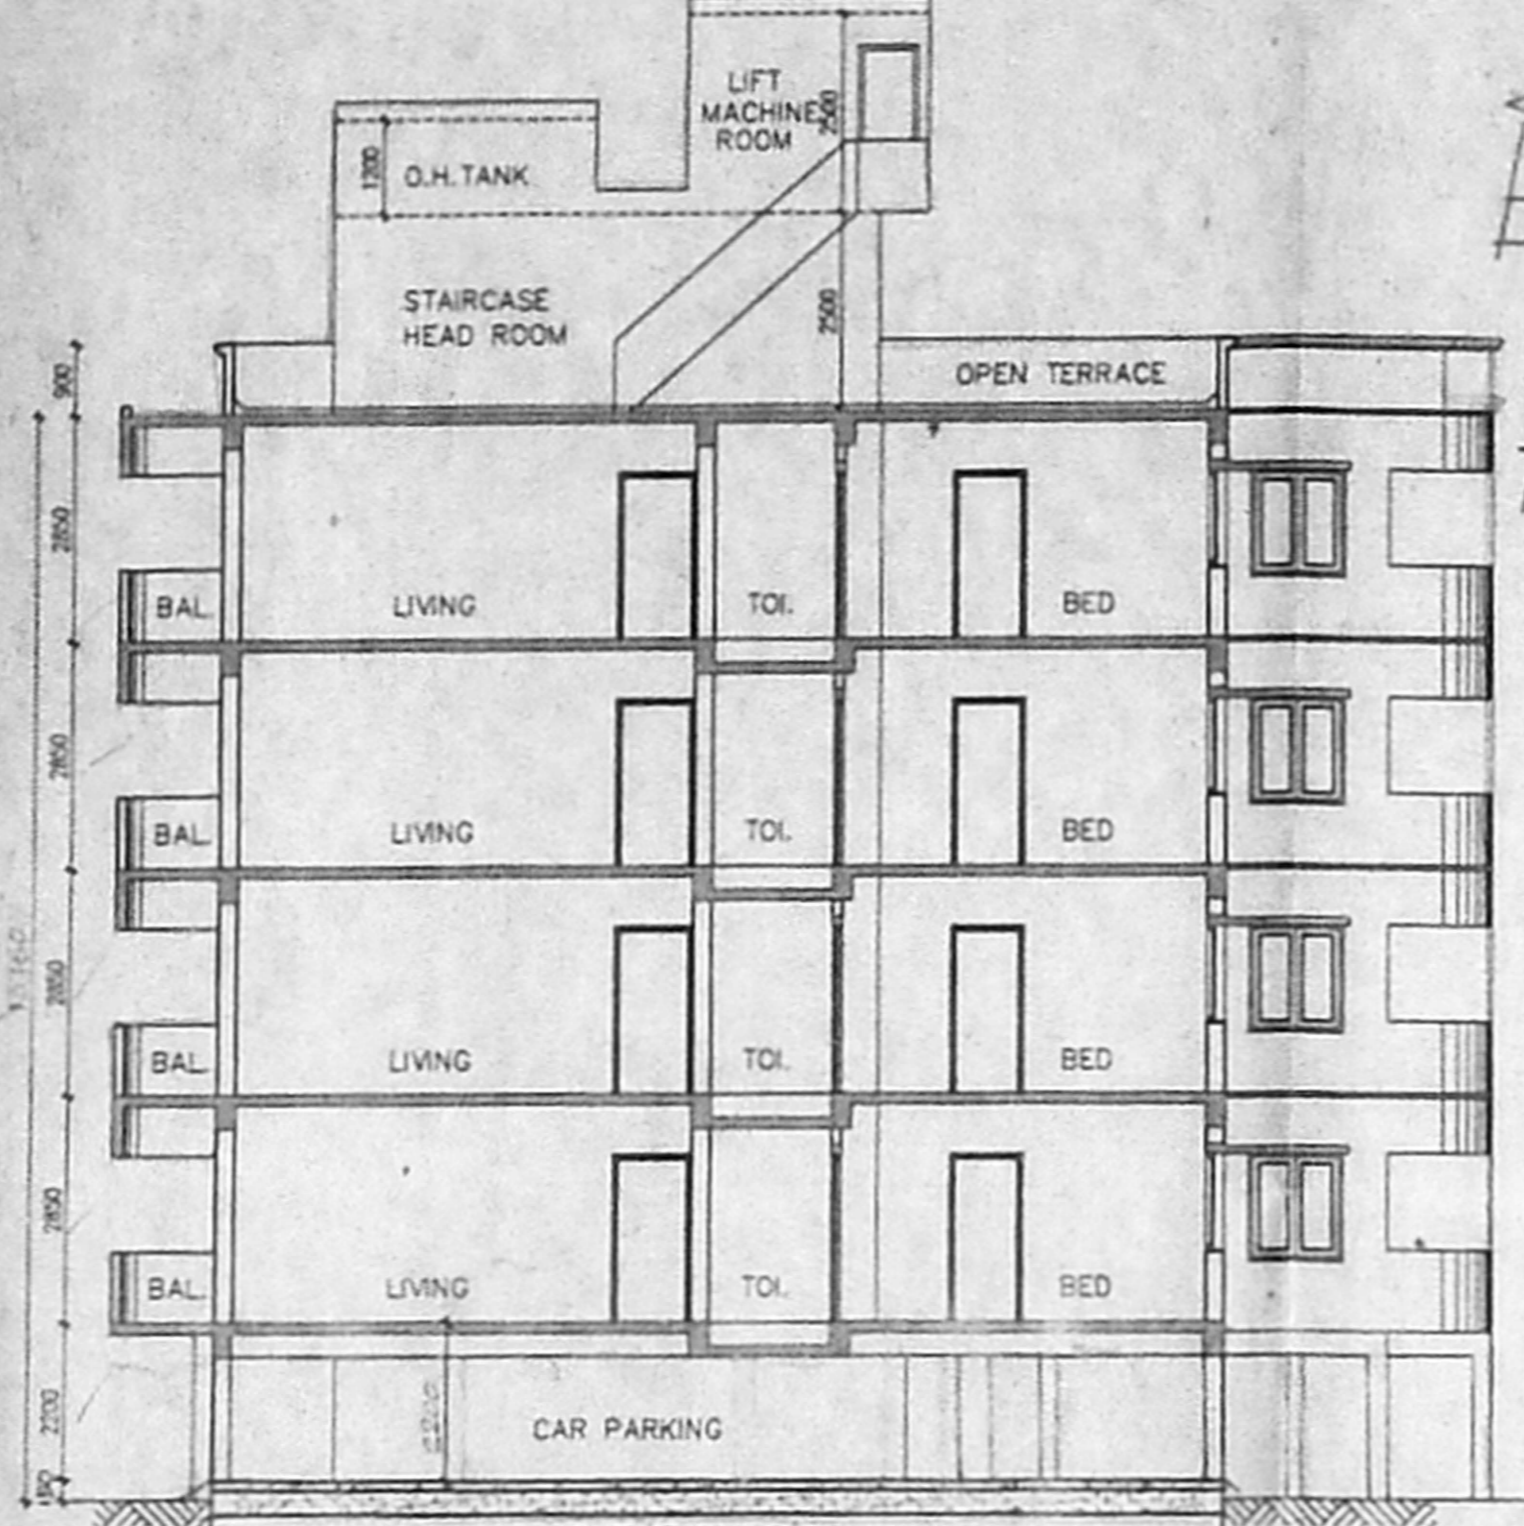 LIFT
MACHINE
ROOM
2500
1200
O.H. TANK
STAIRCASE
HEAD ROOM
2500
900
OPEN TERRACE
2850
BAL.
LIVING
TOI.
BED
2850
BAL.
LIVING
TOI.
BED
2850
BAL.
LIVING
TOI.
BED
2850
BAL.
LIVING
TOI.
BED
2200
CAR PARKING
150